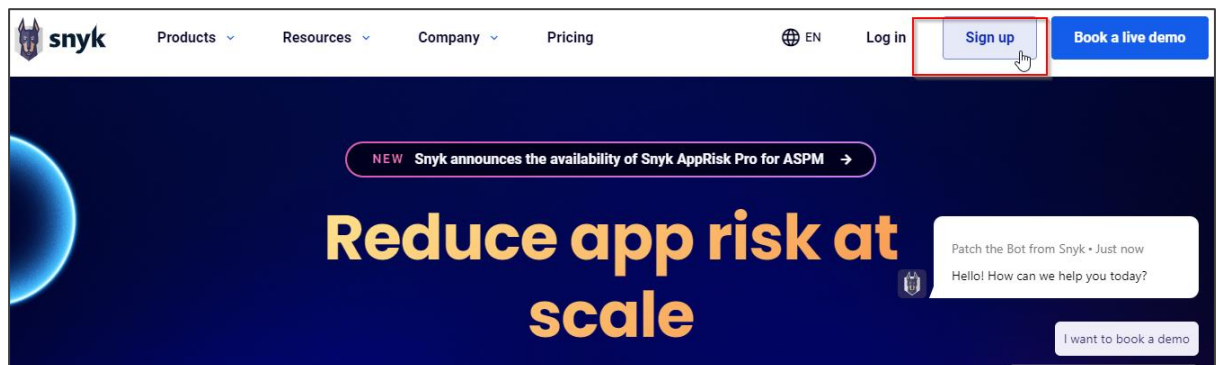 snyk Products Resources Company Pricing EN Log in Sign up Book a live demo
NEW Snyk announces the availability of Snyk AppRisk Pro for ASPM →
Reduce app risk at
scale
Patch the Bot from Snyk • Just now
Hello! How can we help you today?
I want to book a demo